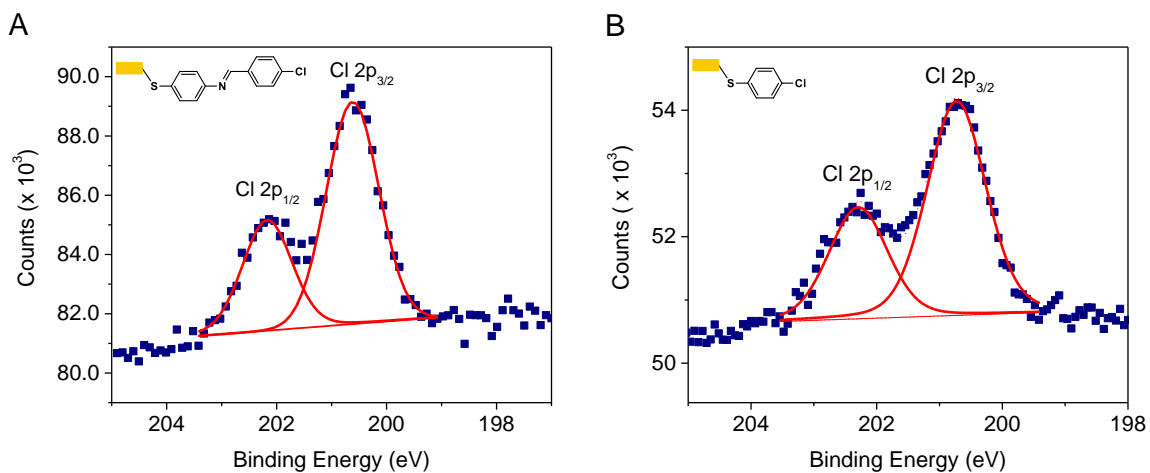 A
90.0
88.0
86.0
84.0
82.0
80.0
Counts (x 10³)
S
N
Cl
Cl 2p3/2
Cl 2p1/2
204
202
200
198
Binding Energy (eV)
B
54
52
50
Counts ( x 10³)
S
Cl
Cl 2p3/2
Cl 2p1/2
204
202
200
198
Binding Energy (eV)